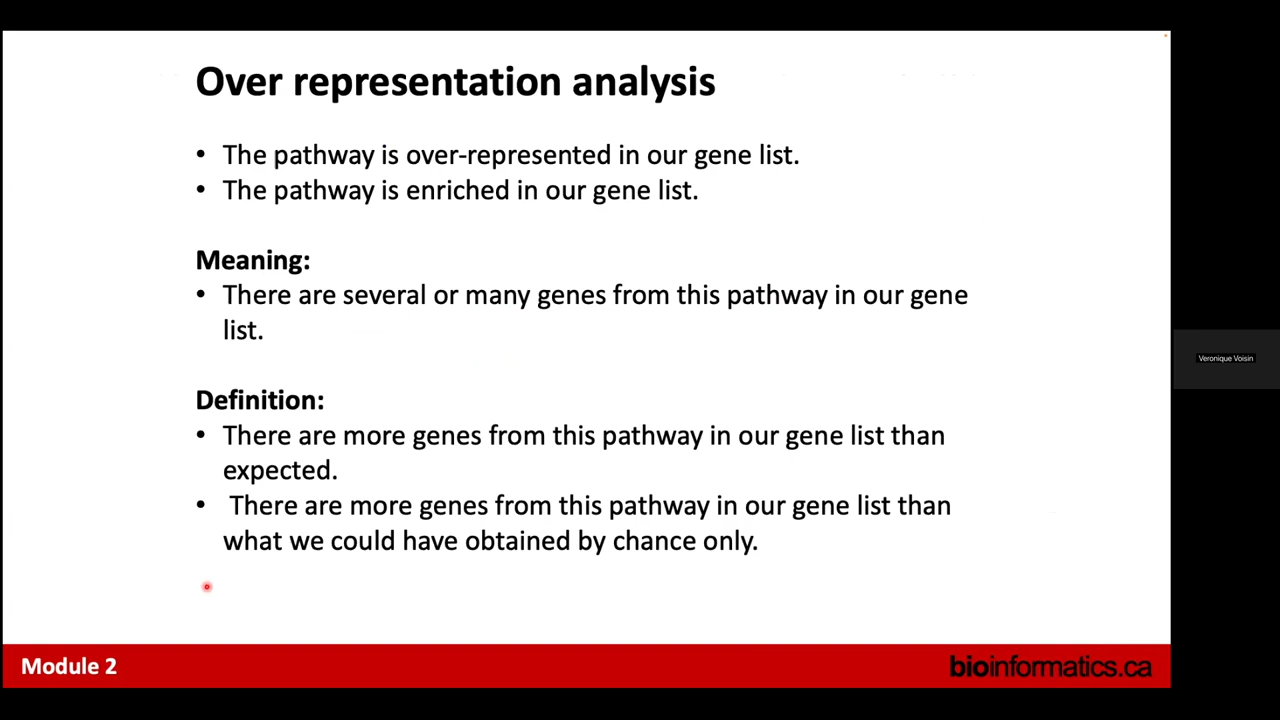 Over representation analysis
• The pathway is over-represented in our gene list.
• The pathway is enriched in our gene list.
Meaning:
• There are several or many genes from this pathway in our gene
list.
Definition:
• There are more genes from this pathway in our gene list than
expected.
• There are more genes from this pathway in our gene list than
what we could have obtained by chance only.
Veronique Voisin
Module 2
bioinformatics.ca